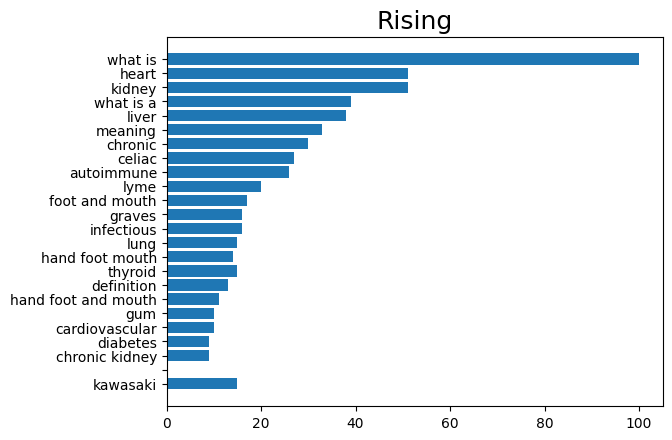 Rising
what is
heart
kidney
what is a
liver
meaning
chronic
celiac
autoimmune
lyme
foot and mouth
graves
infectious
lung
hand foot mouth
thyroid
definition
hand foot and mouth
gum
cardiovascular
diabetes
chronic kidney
kawasaki
0 20 40 60 80 100